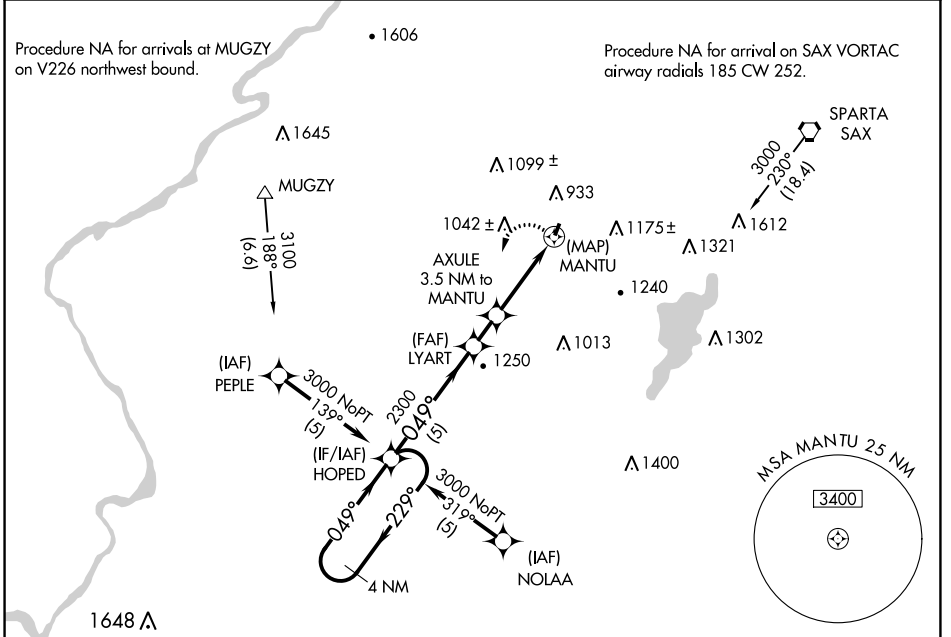 Procedure NA for arrivals at MUGZY
on V226 northwest bound.
1606
Procedure NA for arrival on SAX VORTAC
airway radials 185 CW 252.
SPARTA
SAX
1645
3000
230°
(18.4)
1099 ±
MUGZY
933
1612
1042 ±
1175 ±
1321
3100
188°
(6.6)
(MAP)
MANTU
AXULE
3.5 NM to
MANTU
1240
(FAF)
LYART
1013
1302
1250
(IAF)
PEPLE
3000 NoPT
139°
(5)
2300
049°
(5)
(IF/IAF)
HOPED
1400
MSA MANTU 25 NM
3400
3000 NoPT
319°
(5)
049°
229°
(IAF)
NOLAA
4 NM
1648